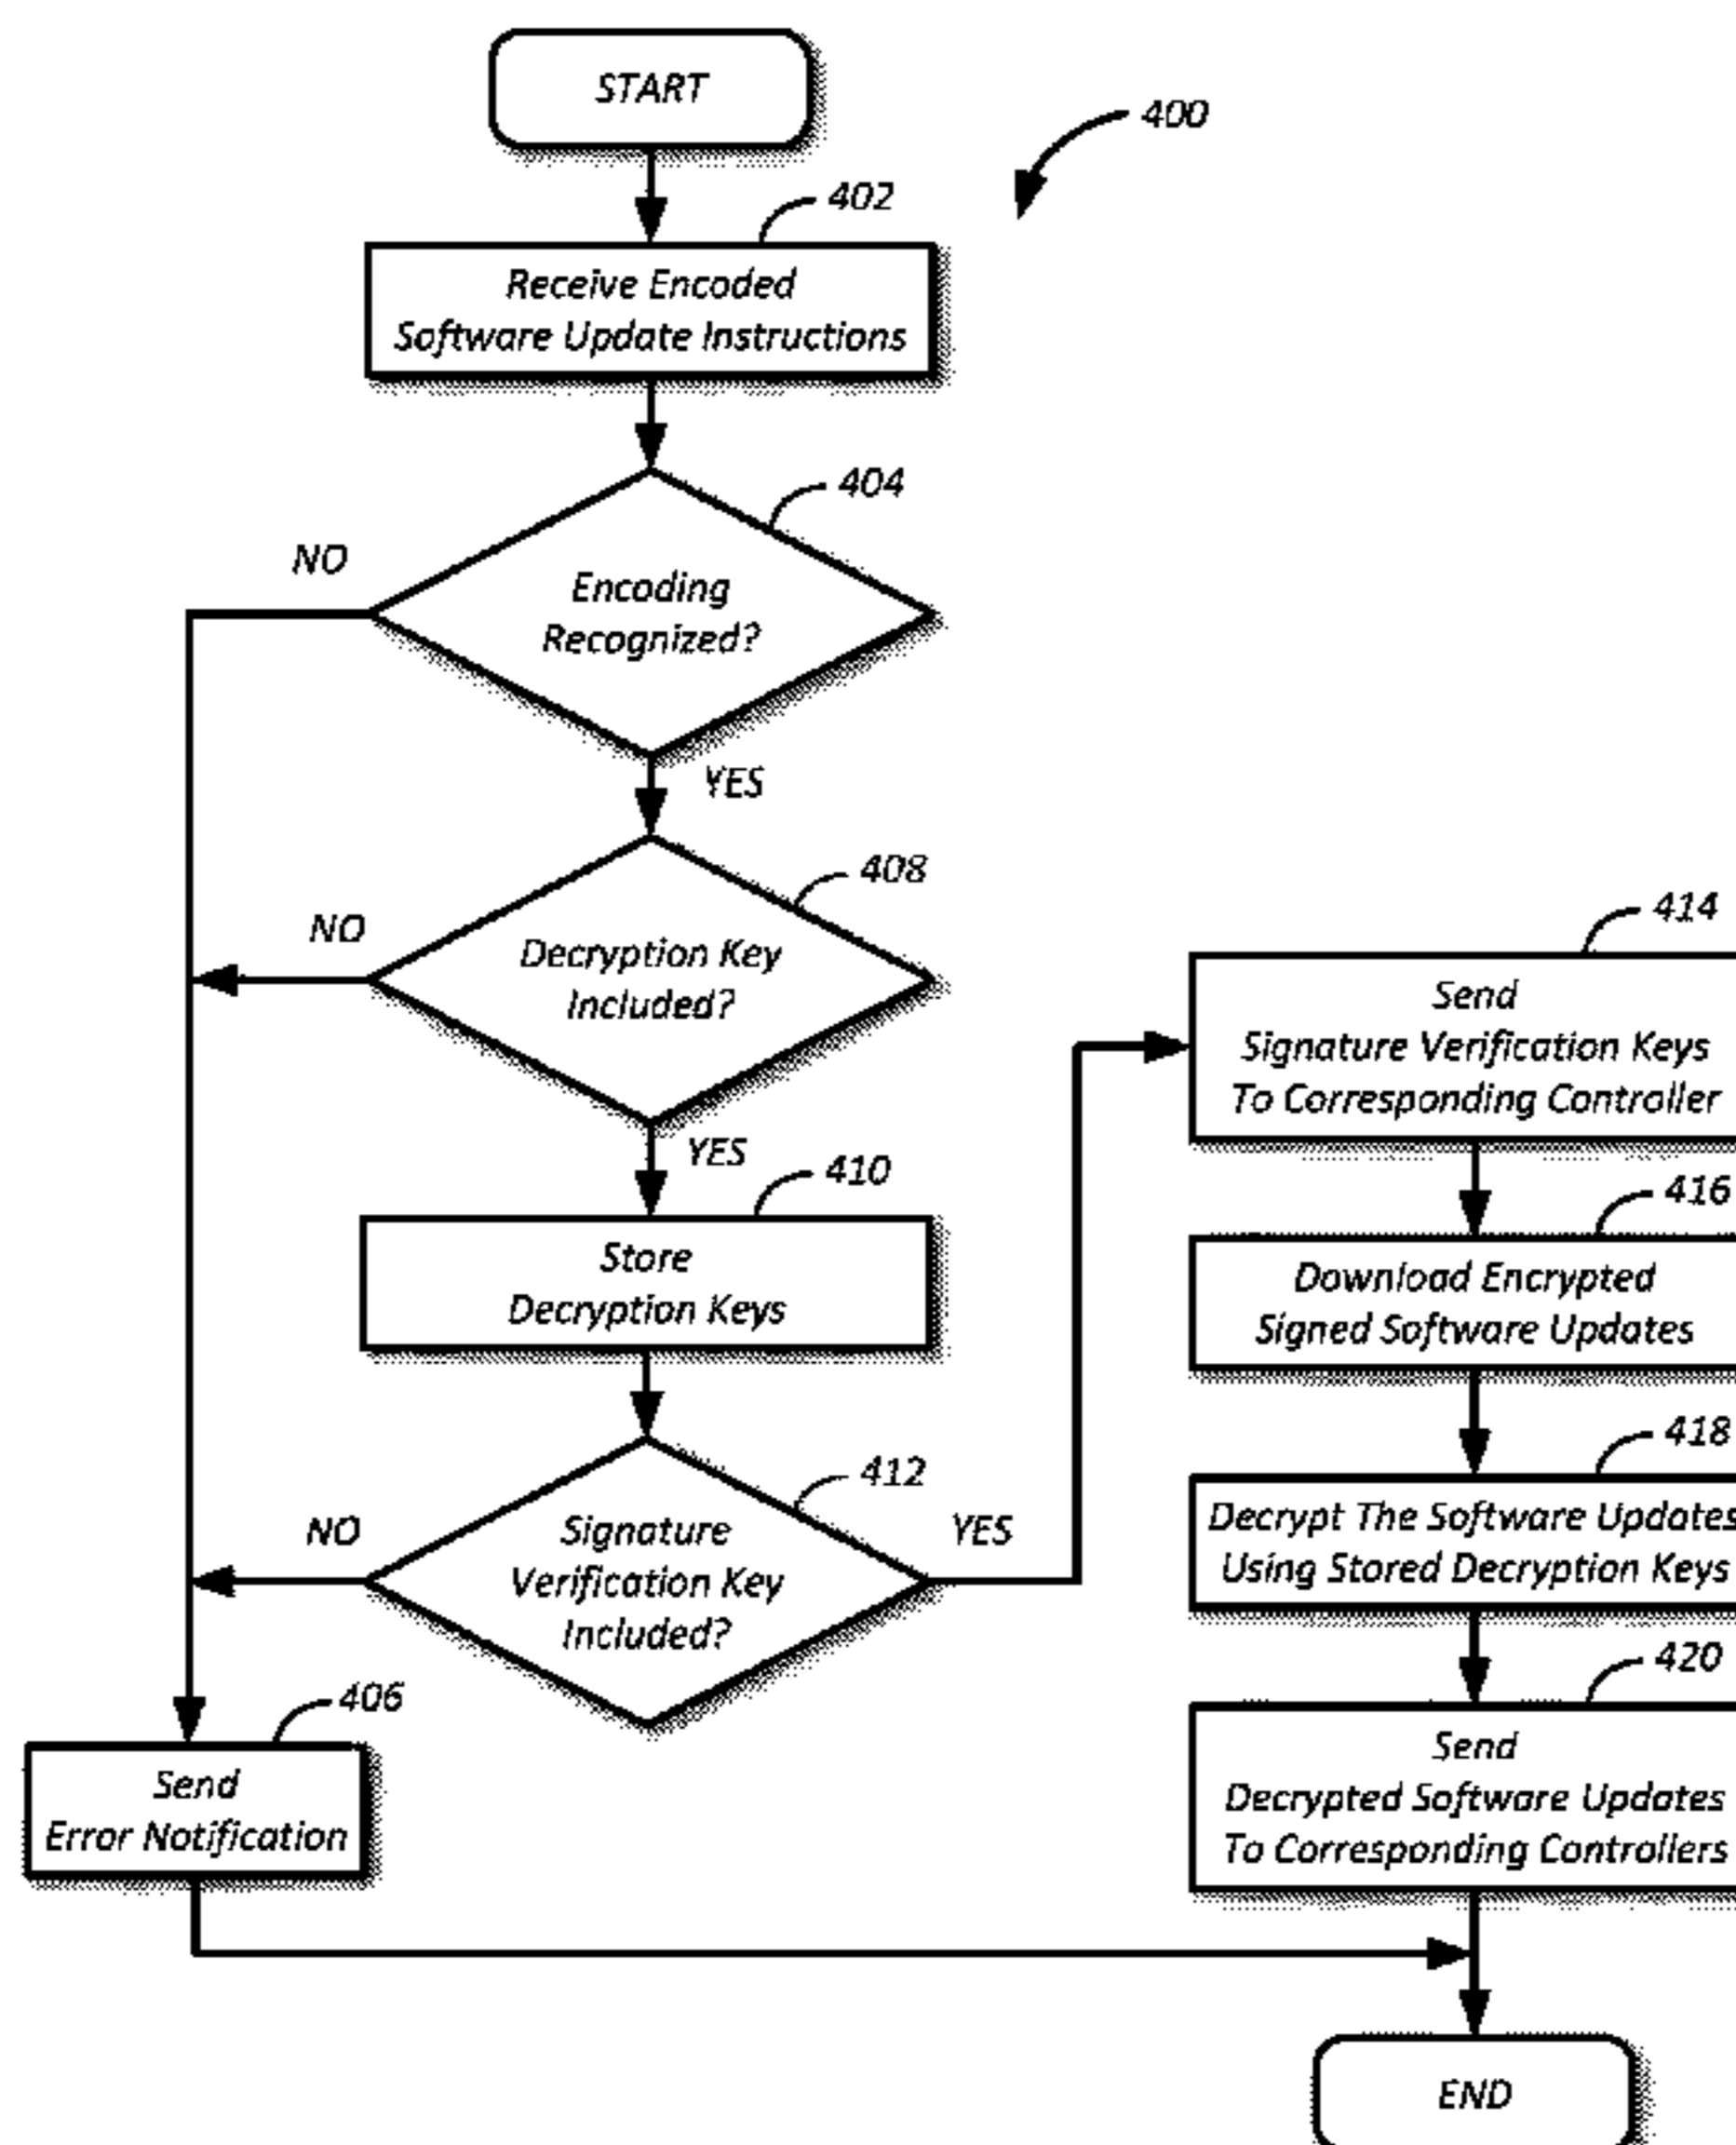 START
400
402
Receive Encoded
Software Update Instructions
404
NO
Encoding
Recognized?
YES
408
NO
Decryption Key
Included?
YES
410
Store
Decryption Keys
412
NO
Signature
Verification Key
Included?
YES
406
Send
Error Notification
414
Send
Signature Verification Keys
To Corresponding Controller
416
Download Encrypted
Signed Software Updates
418
Decrypt The Software Updates
Using Stored Decryption Keys
420
Send
Decrypted Software Updates
To Corresponding Controllers
END